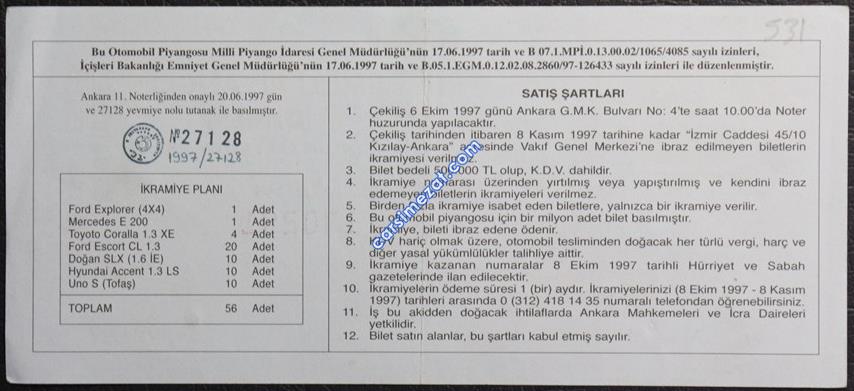 531
Bu Otomobil Piyangosu Milli Piyango İdaresi Genel Müdürlüğü'nün 17.06.1997 tarih ve B 07.1.MPİ.0.13.00.02/1065/4085 sayılı izinleri,
İçişleri Bakanlığı Emniyet Genel Müdürlüğü'nün 17.06.1997 tarih ve B.05.1.EGM.0.12.02.08.2860/97-126433 sayılı izinleri ile düzenlenmiştir.
Ankara 11. Noterliğinden onaylı 20.06.1997 gün
ve 27128 yevmiye nolu tutanak ile basılmıştır.
№27128
1997/27128
İKRAMİYE PLANI
Ford Explorer (4X4) 1 Adet
Mercedes E 200 1 Adet
Toyoto Coralla 1.3 XE 4 Adet
Ford Escort CL 1.3 20 Adet
Doğan SLX (1.6 İE) 10 Adet
Hyundai Accent 1.3 LS 10 Adet
Uno S (Tofaş) 10 Adet
TOPLAM 56 Adet
SATIŞ ŞARTLARI
1. Çekiliş 6 Ekim 1997 günü Ankara G.M.K. Bulvarı No: 4'te saat 10.00'da Noter
huzurunda yapılacaktır.
2. Çekiliş tarihinden itibaren 8 Kasım 1997 tarihine kadar "İzmir Caddesi 45/10
Kızılay-Ankara" adresinde Vakıf Genel Merkezi'ne ibraz edilmeyen biletlerin
ikramiyesi verilmez.
3. Bilet bedeli 500.000 TL olup, K.D.V. dahildir.
4. İkramiye numarası üzerinden yırtılmış veya yapıştırılmış ve kendini ibraz
edemeyen biletlerin ikramiyeleri verilmez.
5. Birden fazla ikramiye isabet eden biletlere, yalnızca bir ikramiye verilir.
6. Bu otomobil piyangosu için bir milyon adet bilet basılmıştır.
7. İkramiye, bileti ibraz edene ödenir.
8. KDV hariç olmak üzere, otomobil tesliminden doğacak her türlü vergi, harç ve
diğer yasal yükümlülükler talihliye aittir.
9. İkramiye kazanan numaralar 8 Ekim 1997 tarihli Hürriyet ve Sabah
gazetelerinde ilan edilecektir.
10. İkramiyelerin ödeme süresi 1 (bir) aydır. İkramiyelerinizi (8 Ekim 1997 - 8 Kasım
1997) tarihleri arasında 0 (312) 418 14 35 numaralı telefondan öğrenebilirsiniz.
11. İş bu akidden doğacak ihtilaflarda Ankara Mahkemeleri ve İcra Daireleri
yetkilidir.
12. Bilet satın alanlar, bu şartları kabul etmiş sayılır.
carsimezat.com